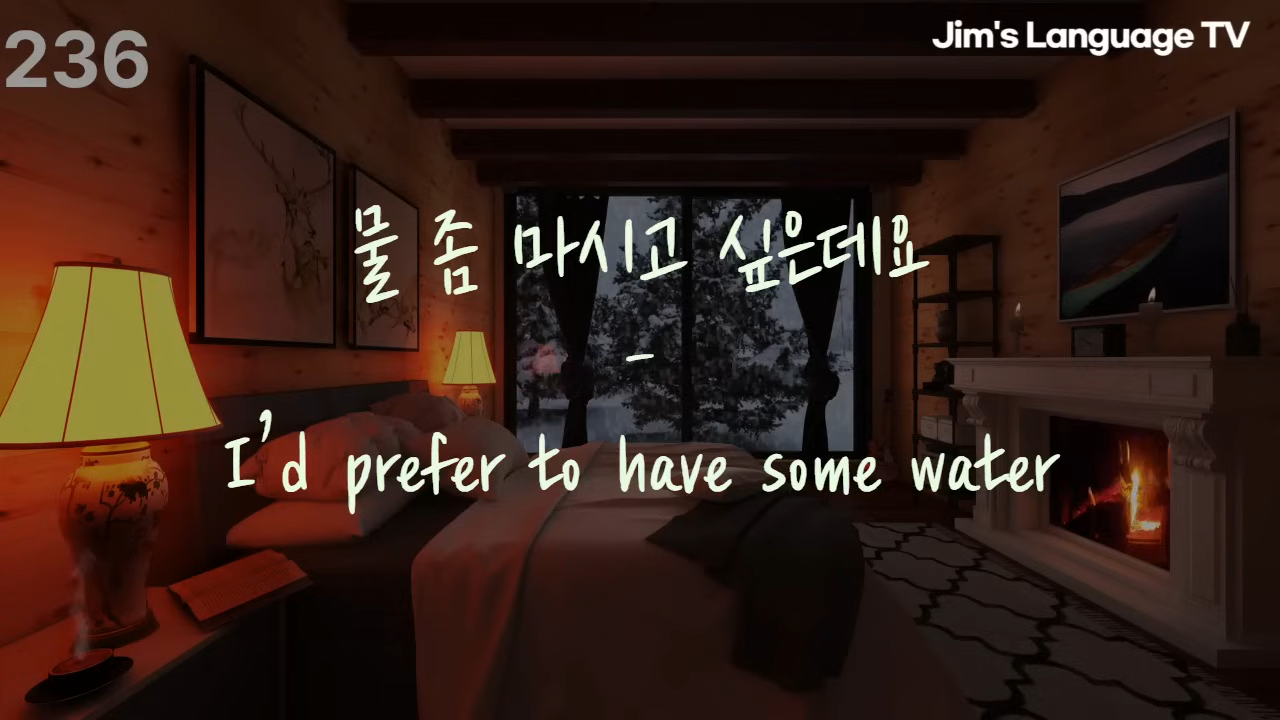 236
Jim's Language TV
물 좀 마시고 싶은데요
-
I'd prefer to have some water